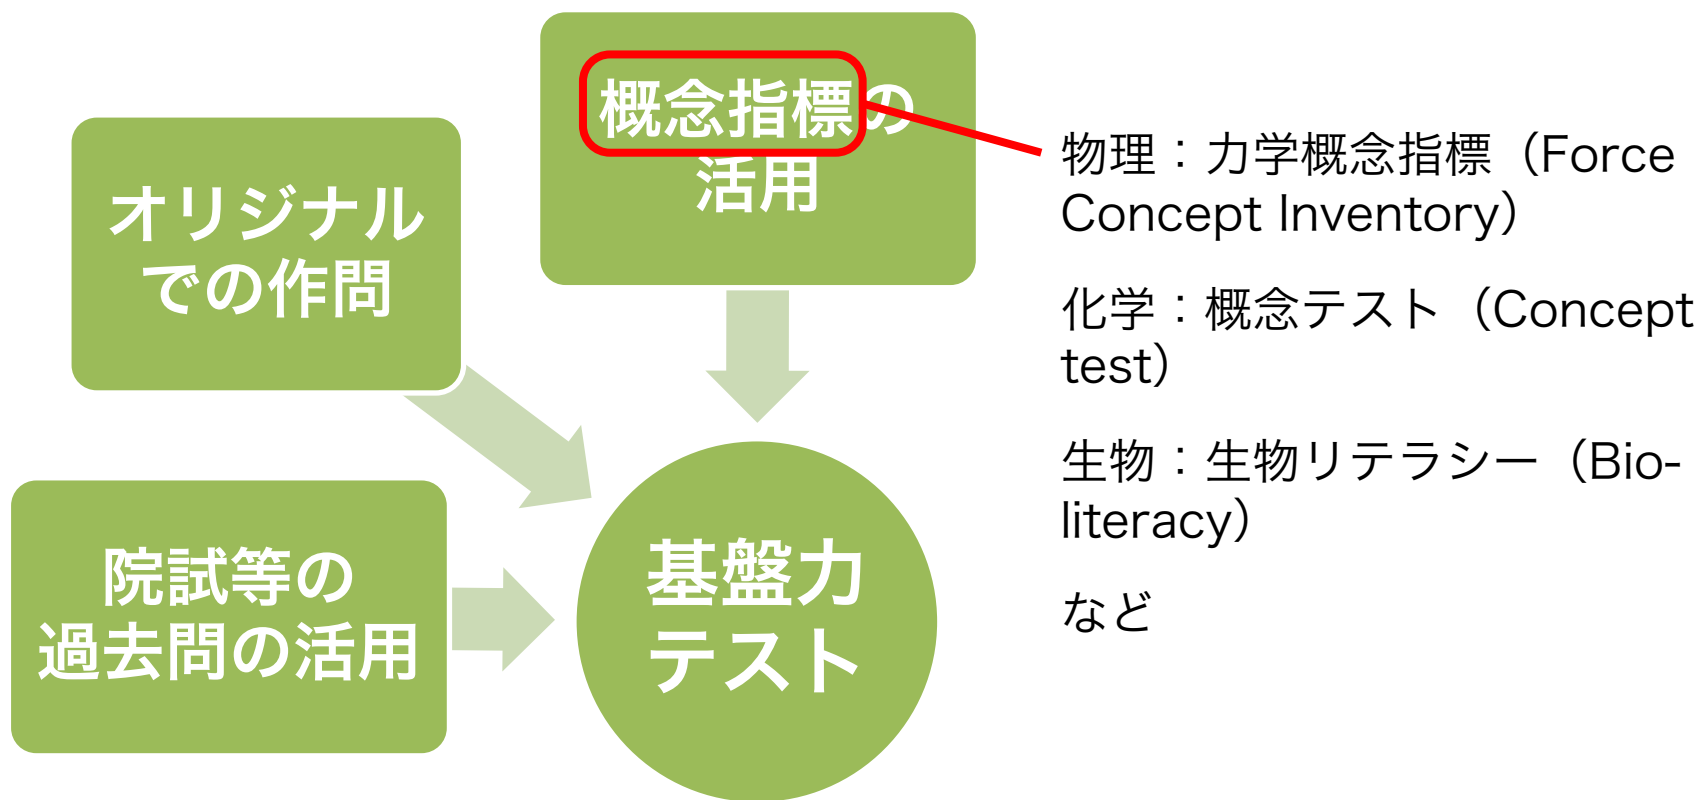 概念指標の
活用
オリジナル
での作問
院試等の
過去問の活用
基盤力
テスト
物理：力学概念指標（Force
Concept Inventory）
化学：概念テスト（Concept
test）
生物：生物リテラシー（Bio-
literacy）
など